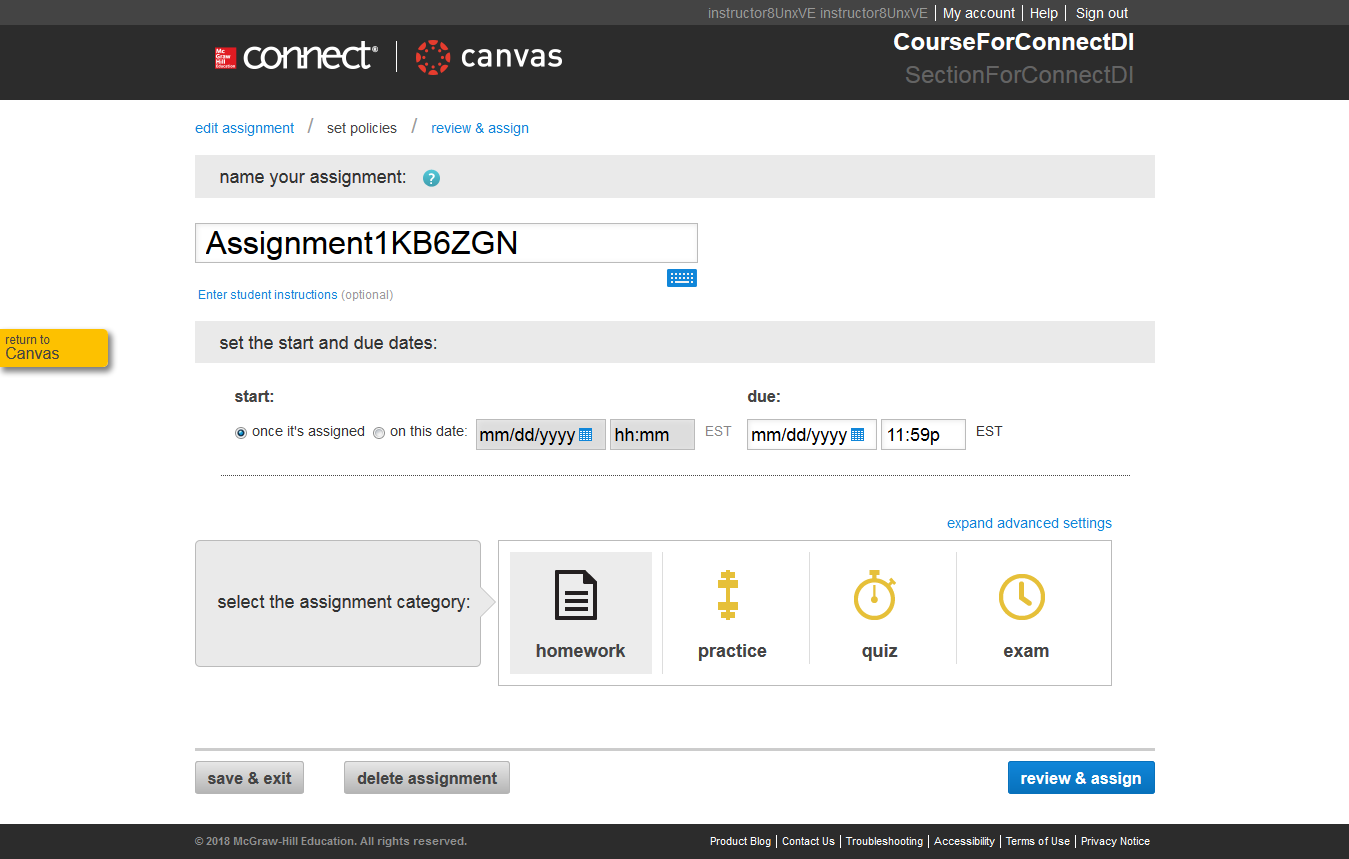 instructor8UnxVE instructor8UnxVE My account Help Sign out
Mc Graw Hill Education connect® canvas
CourseForConnectDI
SectionForConnectDI
edit assignment / set policies / review & assign
name your assignment: ?
Assignment1KB6ZGN
Enter student instructions (optional)
return to
Canvas
set the start and due dates:
start: due:
once it's assigned on this date: mm/dd/yyyy hh:mm EST mm/dd/yyyy 11:59p EST
expand advanced settings
select the assignment category:
homework practice quiz exam
save & exit delete assignment review & assign
© 2018 McGraw-Hill Education. All rights reserved. Product Blog Contact Us Troubleshooting Accessibility Terms of Use Privacy Notice